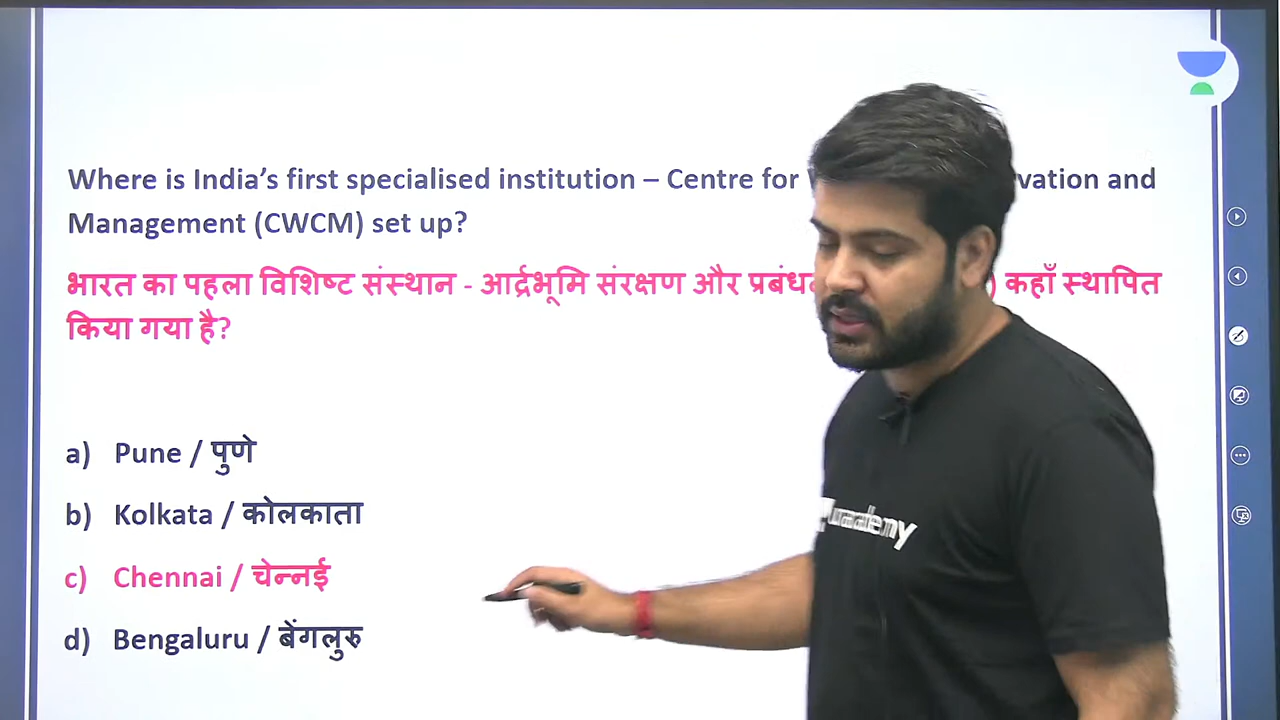 Where is India's first specialised institution – Centre for vation and
Management (CWCM) set up?
भारत का पहला विशिष्ट संस्थान - आर्द्रभूमि संरक्षण और ) कहाँ स्थापित
किया गया है?
a) Pune / पुणे
b) Kolkata / कोलकाता
c) Chennai / चेन्नई
d) Bengaluru / बेंगलुरु